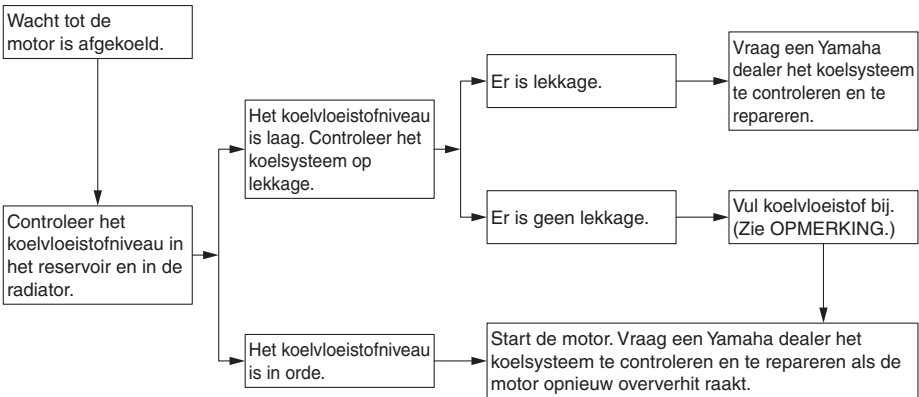 Wacht tot de
motor is afgekoeld.
Controleer het
koelvloeistofniveau in
het reservoir en in de
radiator.
Het koelvloeistofniveau
is laag. Controleer het
koelsysteem op
lekkage.
Er is lekkage.
Vraag een Yamaha
dealer het koelsysteem
te controleren en te
repareren.
Er is geen lekkage.
Vul koelvloeistof bij.
(Zie OPMERKING.)
Het koelvloeistofniveau
is in orde.
Start de motor. Vraag een Yamaha dealer het
koelsysteem te controleren en te repareren als de
motor opnieuw oververhit raakt.